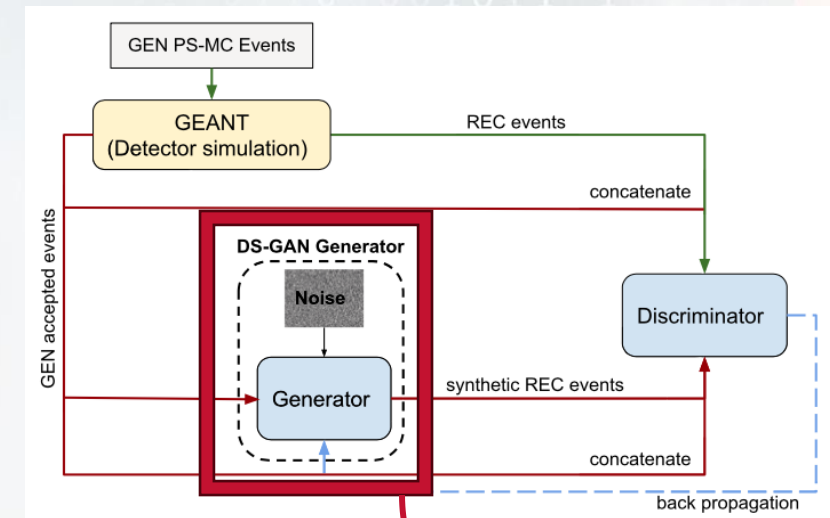 GEN PS-MC Events
GEANT
(Detector simulation)
REC events
concatenate
GEN accepted events
DS-GAN Generator
Noise
Discriminator
Generator
synthetic REC events
concatenate
back propagation